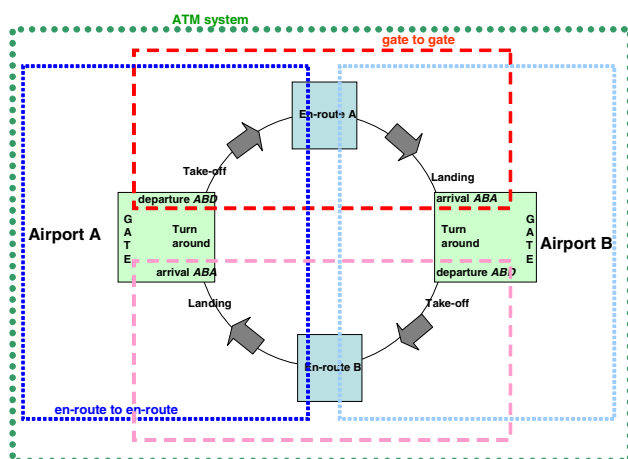 ATM system
gate to gate
En-route A
Take-off
Landing
departure ABD
arrival ABA
G
A
T
E
Turn
around
Airport A
Turn
around
G
A
T
E
Airport B
arrival ABA
departure ABD
Landing
Take-off
En-route B
en-route to en-route